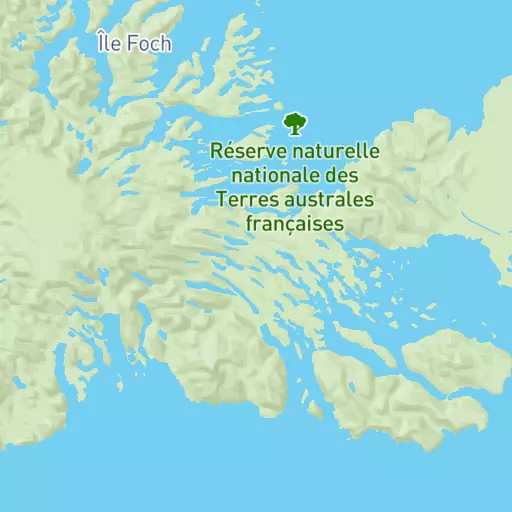 Île Foch
Réserve naturelle
nationale des
Terres australes
françaises